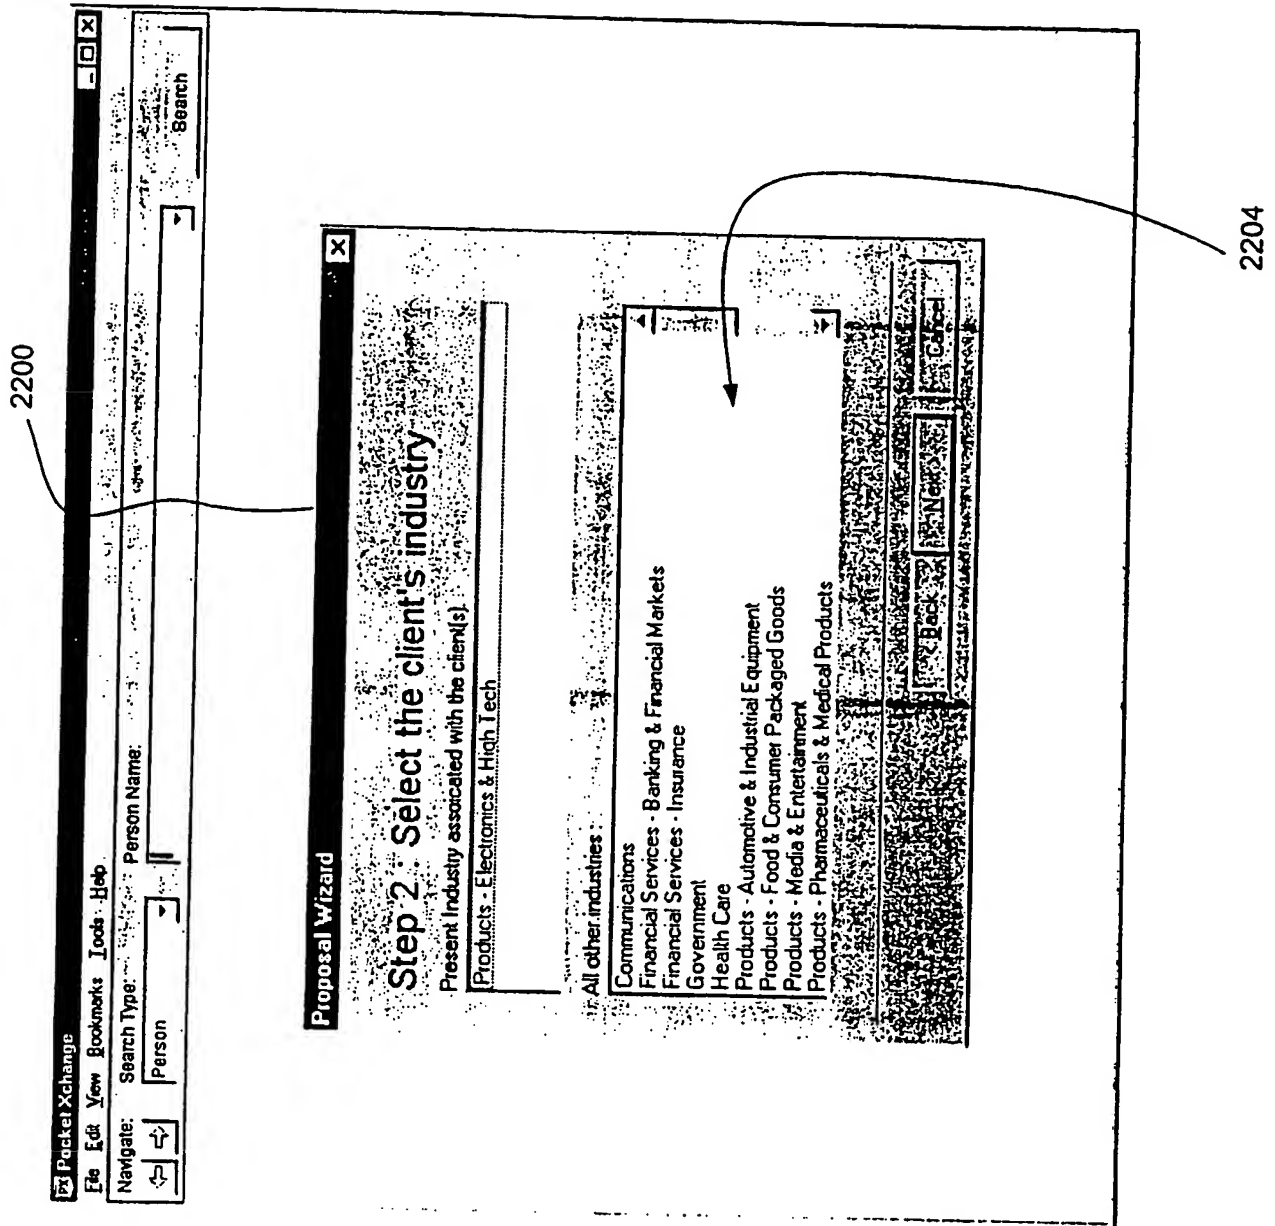 2200
Pocket Xchange
File Edit View Bookmarks Tools Help
Navigate: Search Type: Person Name:
Person
Search
Proposal Wizard
Step 2 : Select the client's industry
Present Industry assoicated with the client(s).
Products - Electronics & High Tech
All other industries :
Communications
Financial Services - Banking & Financial Markets
Financial Services - Insurance
Government
Health Care
Products - Automotive & Industrial Equipment
Products - Food & Consumer Packaged Goods
Products - Media & Entertainment
Products - Pharmaceuticals & Medical Products
< Back Next > Cancel
2204